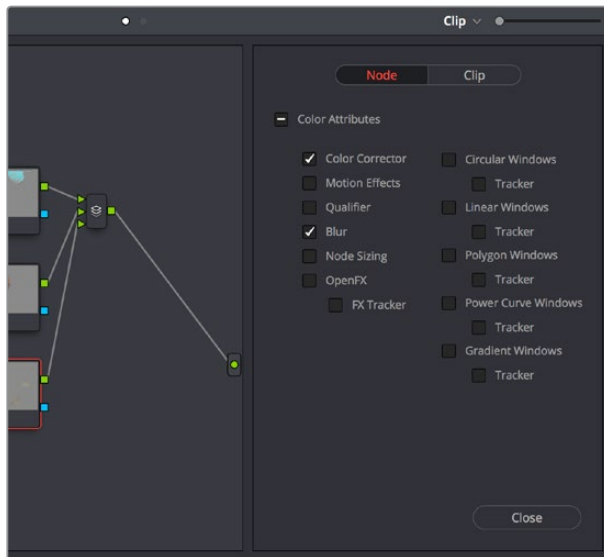 Clip
Node
Clip
Color Attributes
Color Corrector
Motion Effects
Qualifier
Blur
Node Sizing
OpenFX
FX Tracker
Circular Windows
Tracker
Linear Windows
Tracker
Polygon Windows
Tracker
Power Curve Windows
Tracker
Gradient Windows
Tracker
Close